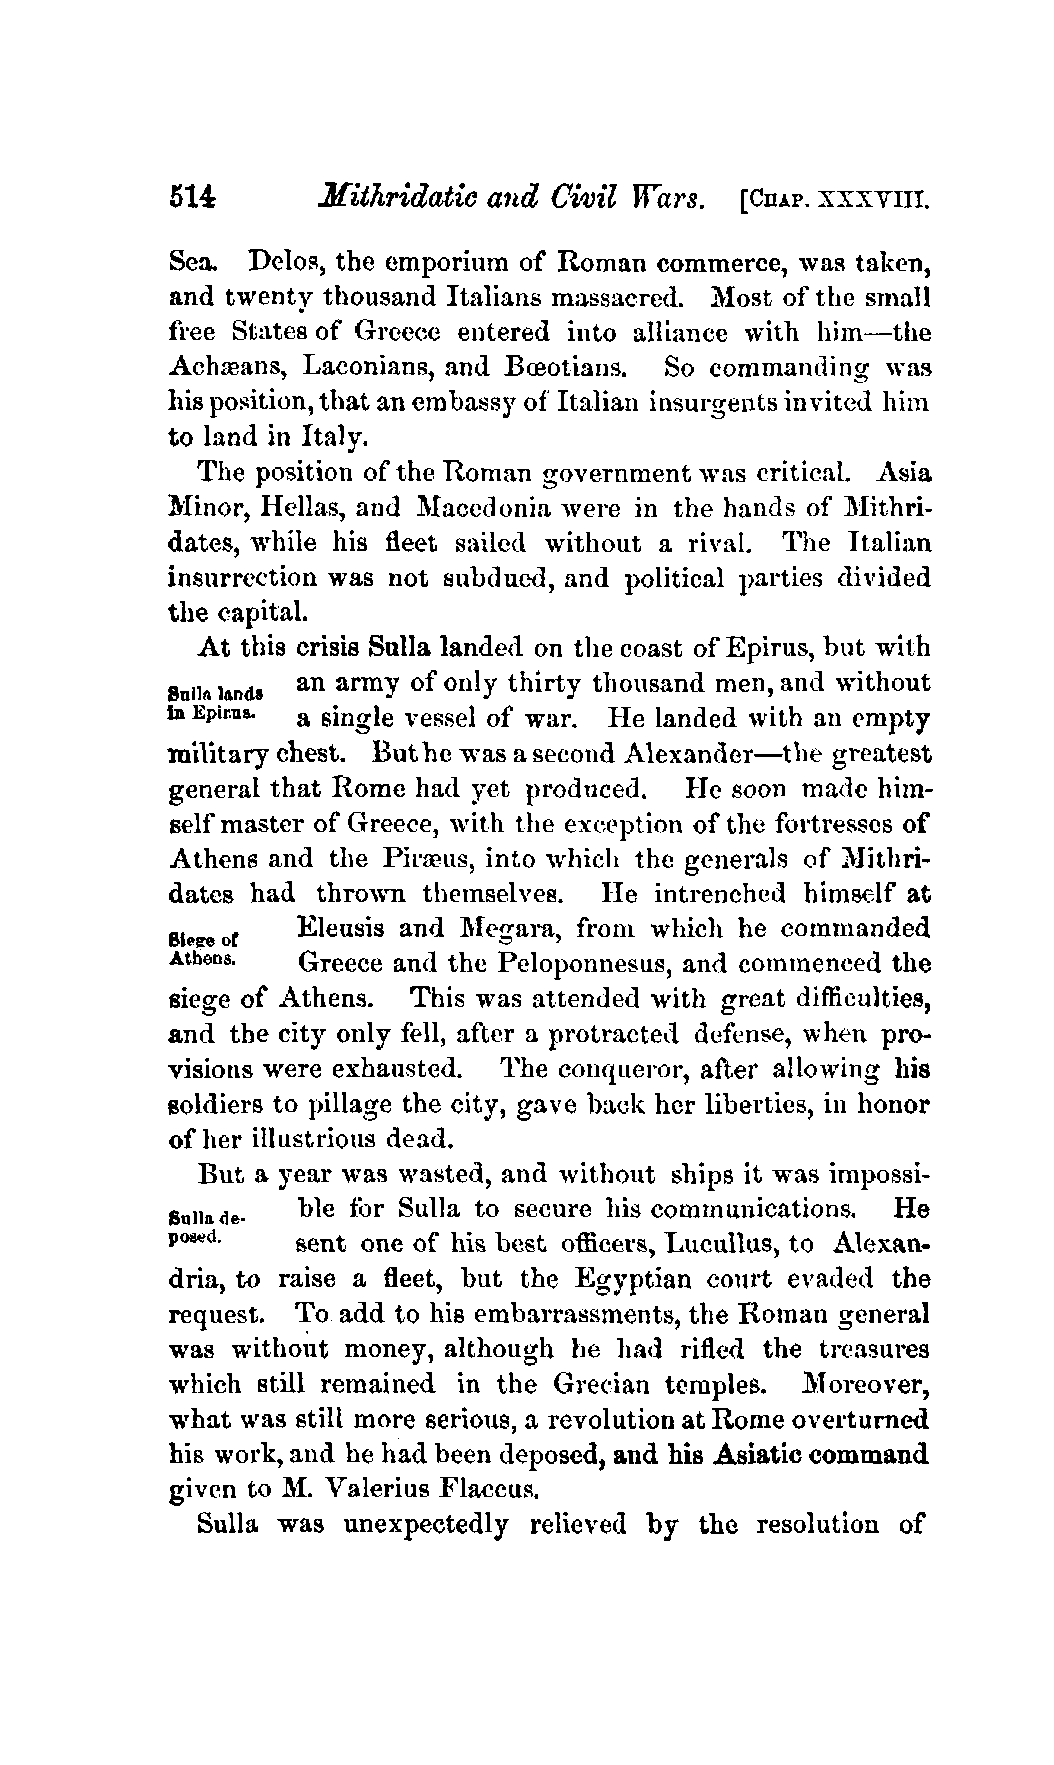 514 Mithridatic and Civil Wars. [CHAP. XXXVIII.
Sea. Delos, the emporium of Roman commerce, was taken,
and twenty thousand Italians massacred. Most of the small
free States of Greece entered into alliance with him—the
Achæans, Laconians, and Bœotians. So commanding was
his position, that an embassy of Italian insurgents invited him
to land in Italy.
The position of the Roman government was critical. Asia
Minor, Hellas, and Macedonia were in the hands of Mithri-
dates, while his fleet sailed without a rival. The Italian
insurrection was not subdued, and political parties divided
the capital.
At this crisis Sulla landed on the coast of Epirus, but with
Sulla lands
in Epirus.
an army of only thirty thousand men, and without
a single vessel of war. He landed with an empty
military chest. But he was a second Alexander—the greatest
general that Rome had yet produced. He soon made him-
self master of Greece, with the exception of the fortresses of
Athens and the Piræus, into which the generals of Mithri-
dates had thrown themselves. He intrenched himself at
Siege of
Athens.
Eleusis and Megara, from which he commanded
Greece and the Peloponnesus, and commenced the
siege of Athens. This was attended with great difficulties,
and the city only fell, after a protracted defense, when pro-
visions were exhausted. The conqueror, after allowing his
soldiers to pillage the city, gave back her liberties, in honor
of her illustrious dead.
But a year was wasted, and without ships it was impossi-
Sulla de-
posed.
ble for Sulla to secure his communications. He
sent one of his best officers, Lucullus, to Alexan-
dria, to raise a fleet, but the Egyptian court evaded the
request. To add to his embarrassments, the Roman general
was without money, although he had rifled the treasures
which still remained in the Grecian temples. Moreover,
what was still more serious, a revolution at Rome overturned
his work, and he had been deposed, and his Asiatic command
given to M. Valerius Flaccus.
Sulla was unexpectedly relieved by the resolution of